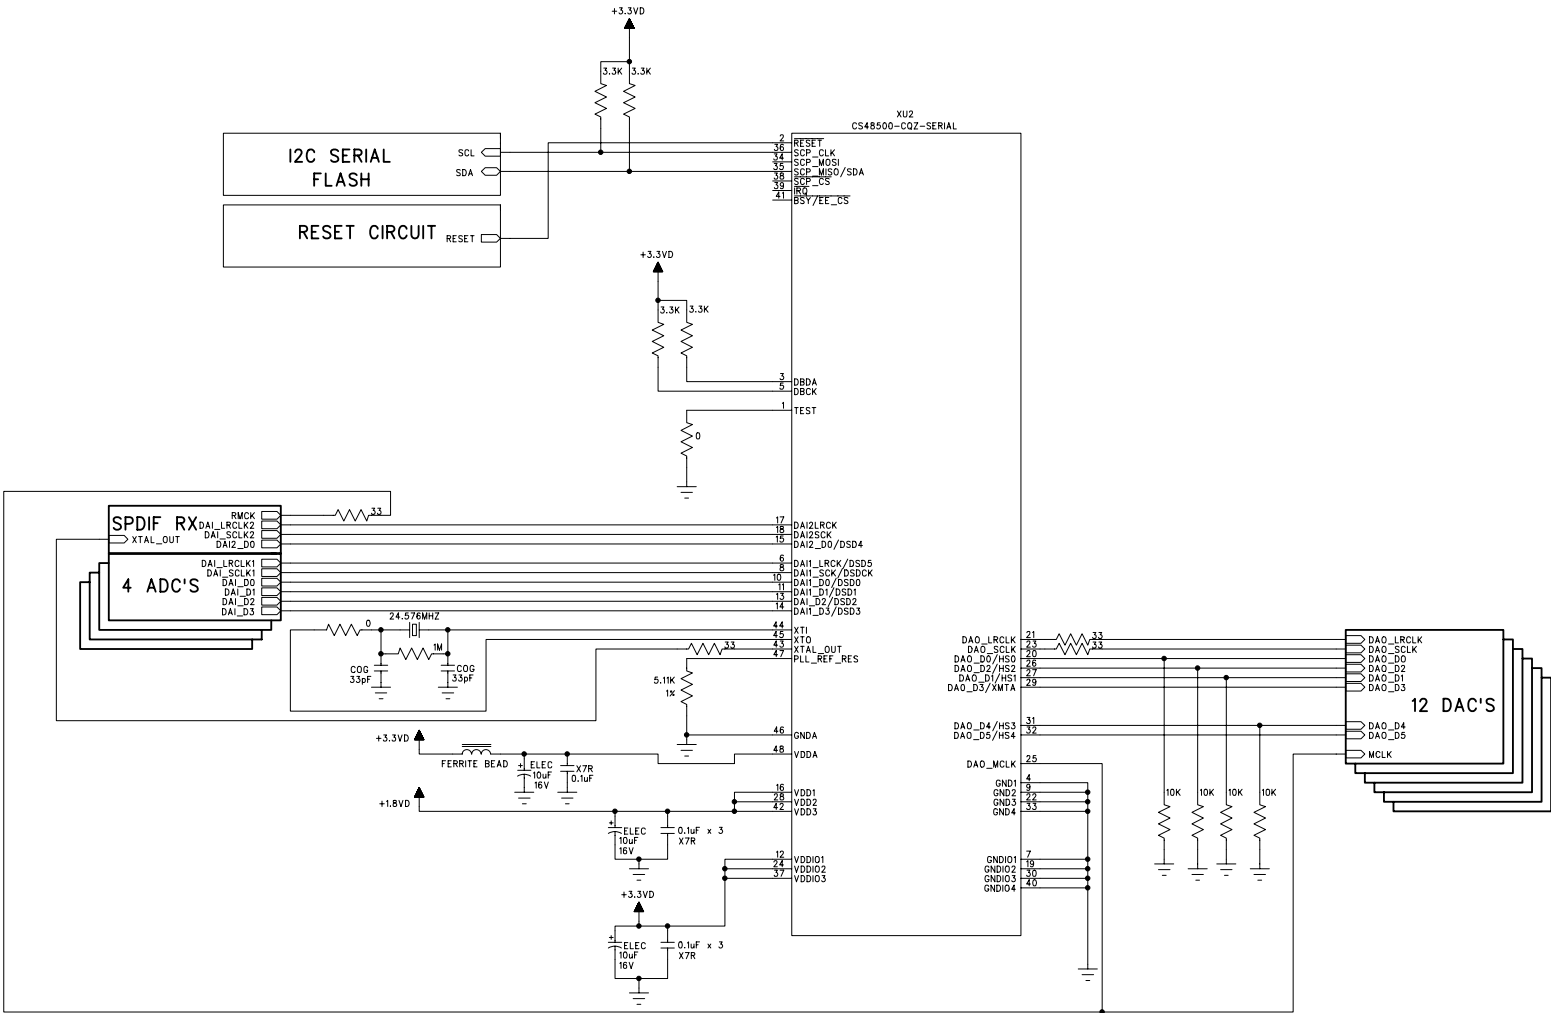 +3.3VD
3.3K 3.3K
XU2
CS48500-CQZ-SERIAL
I2C SERIAL
FLASH
SCL
SDA
RESET CIRCUIT
RESET
2 RESET
36 SCP_CLK
34 SCP_MOSI
35 SCP_MISO/SDA
38 SCP_CS
39 IRQ
41 BSY/EE_CS
+3.3VD
3.3K 3.3K
3 DBDA
5 DBCK
1 TEST
0
SPDIF RX
RMCK
DAI_LRCLK2
DAI_SCLK2
DAI2_D0
XTAL_OUT
33
17 DAI2LRCK
18 DAI2SCK
15 DAI2_D0/DSD4
4 ADC'S
DAI_LRCLK1
DAI_SCLK1
DAI_D0
DAI_D1
DAI_D2
DAI_D3
6 DAI1_LRCK/DSD5
8 DAI1_SCK/DSDCK
10 DAI1_D0/DSD0
11 DAI1_D1/DSD1
13 DAI_D2/DSD2
14 DAI1_D3/DSD3
0
24.576MHZ
1M
COG
33pF
COG
33pF
33
44 XTI
45 XTO
43 XTAL_OUT
47 PLL_REF_RES
5.11K
1%
46 GNDA
48 VDDA
+3.3VD
FERRITE BEAD
+ ELEC
10uF
16V
X7R
0.1uF
+1.8VD
16 VDD1
28 VDD2
42 VDD3
+ ELEC
10uF
16V
0.1uF x 3
X7R
12 VDDIO1
24 VDDIO2
37 VDDIO3
+3.3VD
+ ELEC
10uF
16V
0.1uF x 3
X7R
DAO_LRCLK 21
DAO_SCLK 23
DAO_D0/HS0 20
DAO_D2/HS2 26
DAO_D1/HS1 27
DAO_D3/XMTA 29
33
33
DAO_D4/HS3 31
DAO_D5/HS4 32
DAO_MCLK 25
GND1 4
GND2 9
GND3 22
GND4 33
GNDIO1 7
GNDIO2 19
GNDIO3 30
GNDIO4 40
10K 10K 10K 10K
DAO_LRCLK
DAO_SCLK
DAO_D0
DAO_D2
DAO_D1
DAO_D3
12 DAC'S
DAO_D4
DAO_D5
MCLK